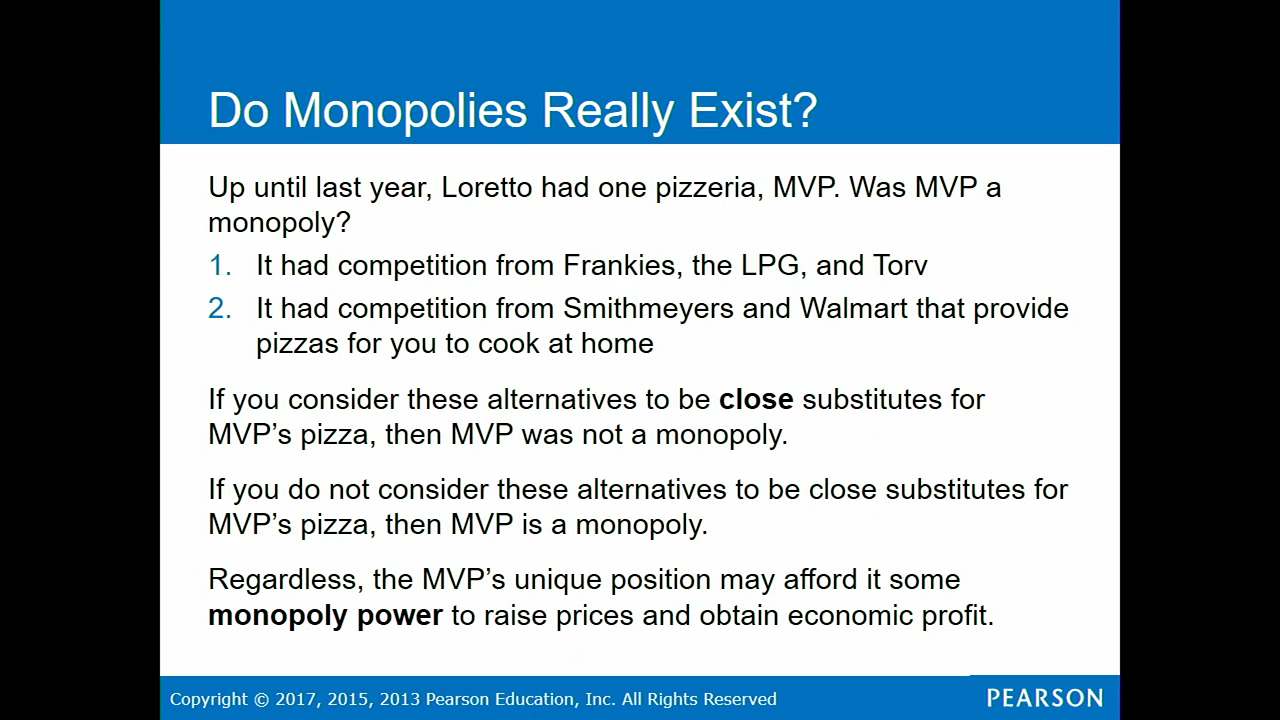 Do Monopolies Really Exist?
Up until last year, Loretto had one pizzeria, MVP. Was MVP a
monopoly?
1. It had competition from Frankies, the LPG, and Torv
2. It had competition from Smithmeyers and Walmart that provide
pizzas for you to cook at home
If you consider these alternatives to be close substitutes for
MVP’s pizza, then MVP was not a monopoly.
If you do not consider these alternatives to be close substitutes for
MVP’s pizza, then MVP is a monopoly.
Regardless, the MVP’s unique position may afford it some
monopoly power to raise prices and obtain economic profit.
Copyright © 2017, 2015, 2013 Pearson Education, Inc. All Rights Reserved
PEARSON